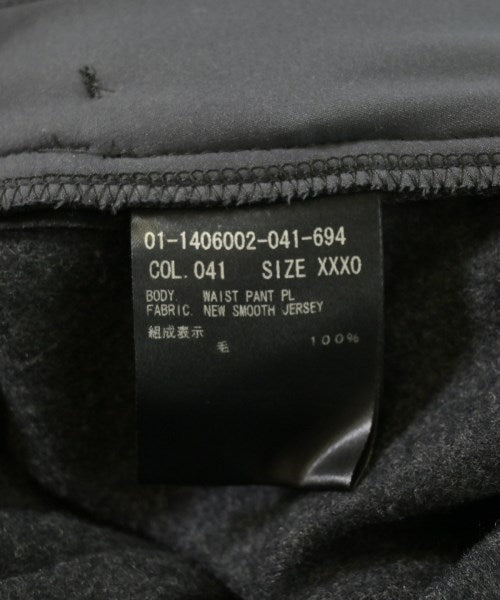 01-1406002-041-694
COL. 041 SIZE XXXO
BODY. WAIST PANT PL
FABRIC. NEW SMOOTH JERSEY
組成表示
毛 100%